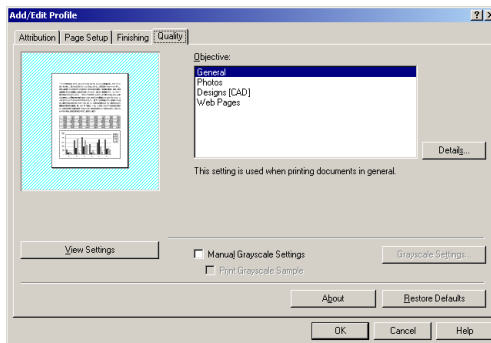 Add/Edit Profile
Attribution Page Setup Finishing Quality
Objective:
General
Photos
Designs [CAD]
Web Pages
Details...
This setting is used when printing documents in general.
View Settings
Manual Grayscale Settings
Grayscale Settings...
Print Grayscale Sample
About
Restore Defaults
OK
Cancel
Help